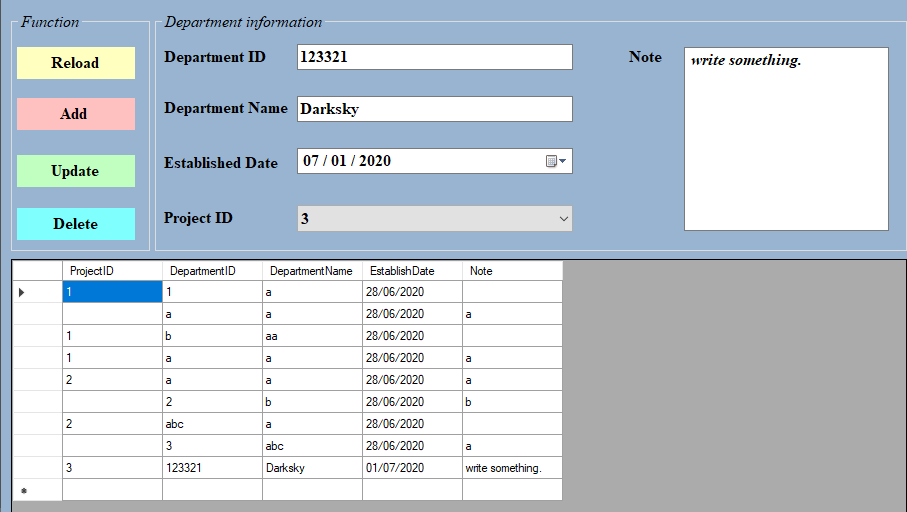 Function
Reload
Add
Update
Delete
Department information
Department ID 123321
Department Name Darksky
Established Date 07 / 01 / 2020
Project ID 3
Note write something.
ProjectID DepartmentID DepartmentName EstablishDate Note
1 1 a 28/06/2020
a a 28/06/2020 a
1 b aa 28/06/2020
1 a a 28/06/2020 a
2 a a 28/06/2020 a
2 b 28/06/2020 b
2 abc a 28/06/2020
3 abc 28/06/2020 a
3 123321 Darksky 01/07/2020 write something.